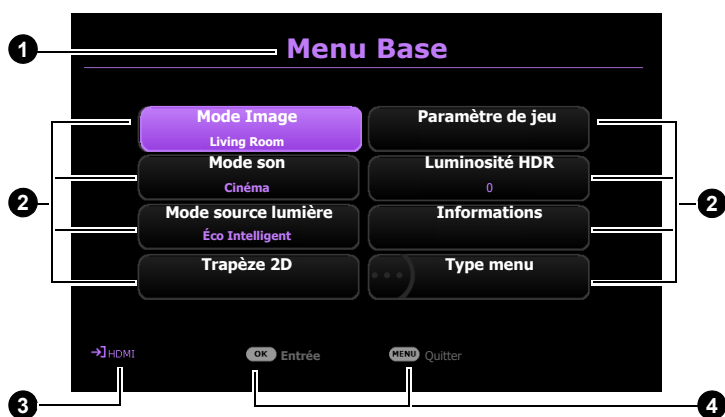 1
Menu Base
Mode Image
Living Room
Paramètre de jeu
Mode son
Cinéma
Luminosité HDR
0
2
Mode source lumière
Éco Intelligent
Informations
2
Trapèze 2D
Type menu
HDMI
OK Entrée
MENU Quitter
3
4